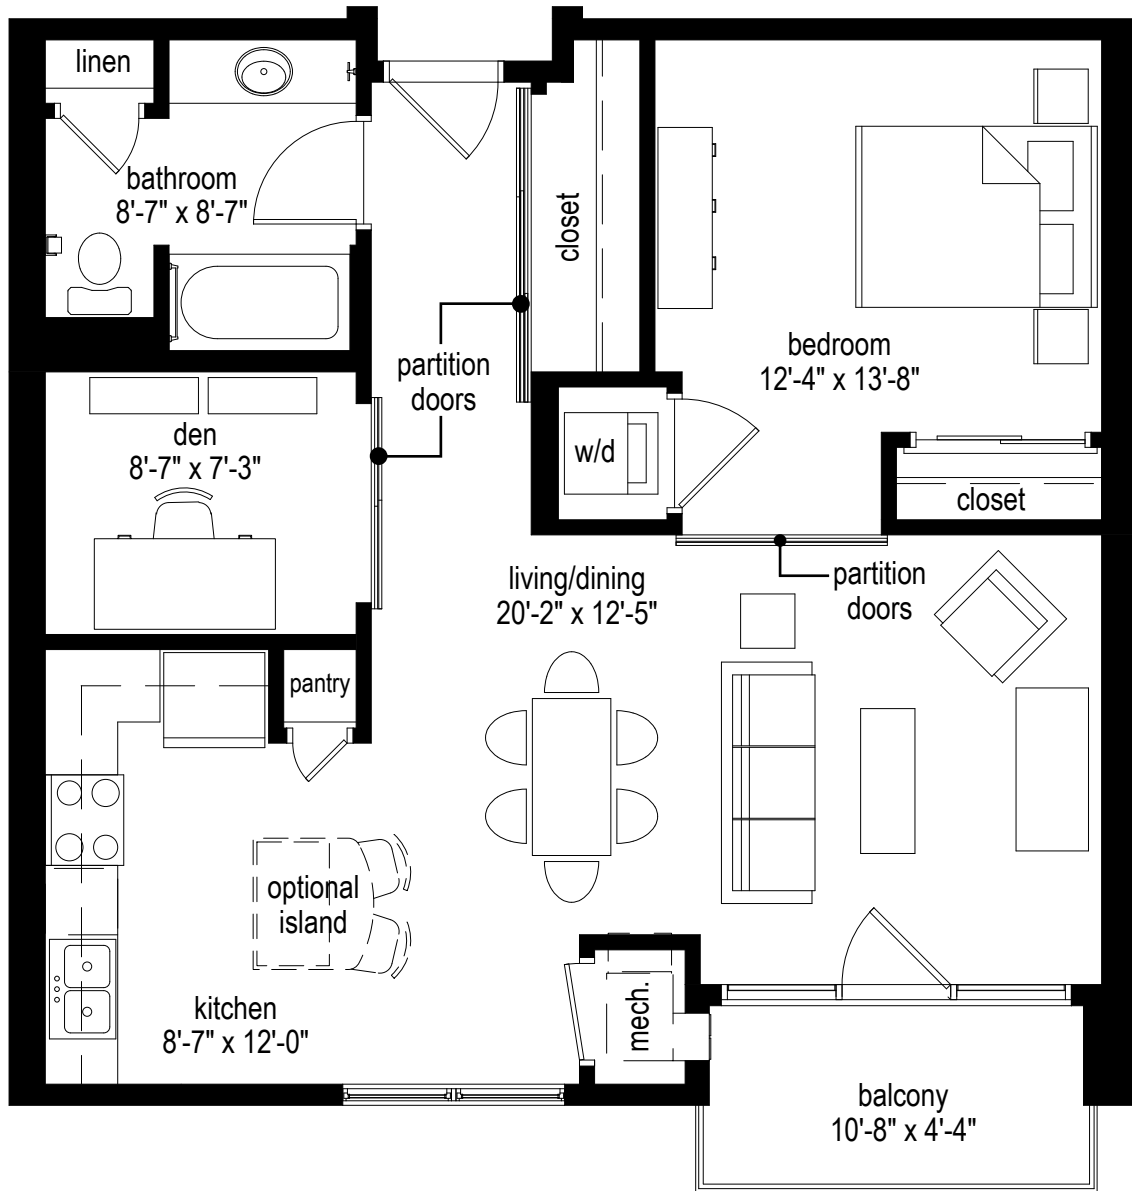 linen
bathroom
8'-7" x 8'-7"
closet
bedroom
12'-4" x 13'-8"
partition
doors
den
8'-7" x 7'-3"
w/d
closet
living/dining
20'-2" x 12'-5"
partition
doors
pantry
optional
island
kitchen
8'-7" x 12'-0"
mech.
balcony
10'-8" x 4'-4"